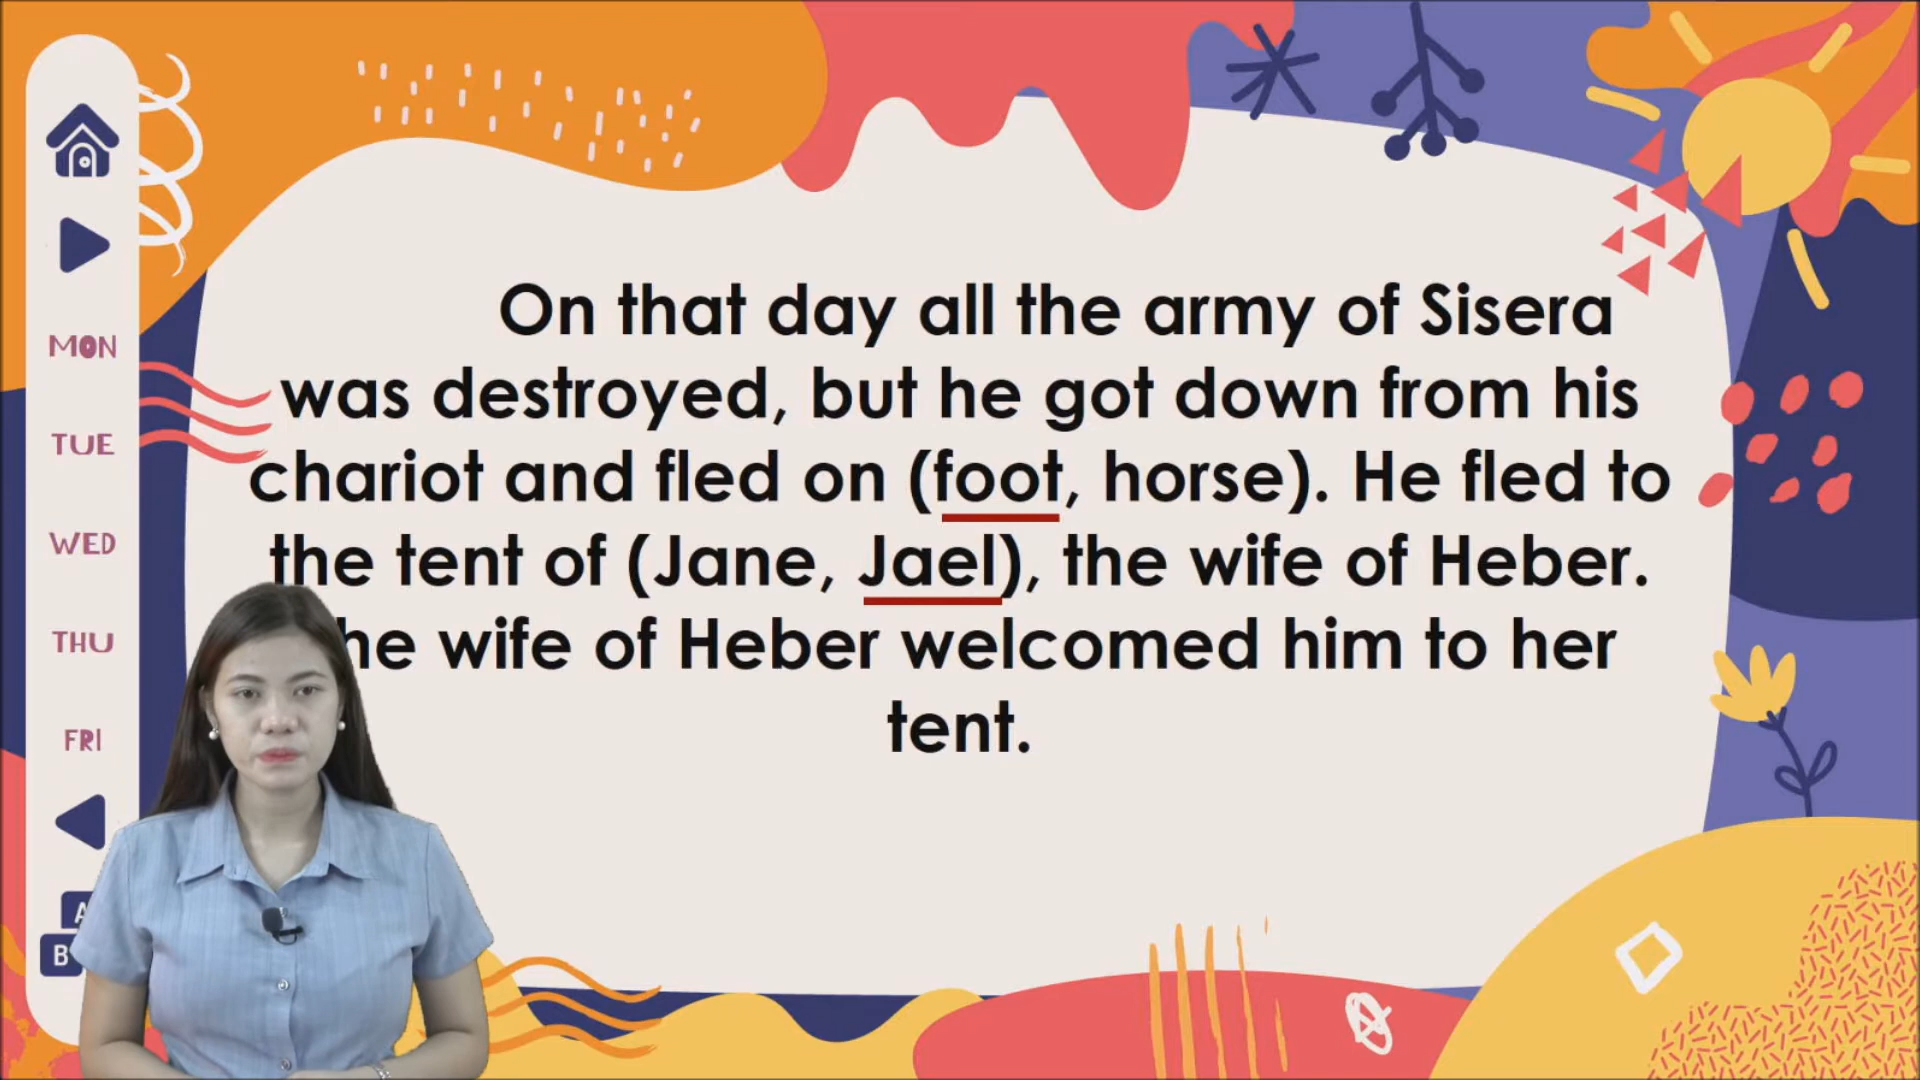 MON
TUE
WED
THU
FRI
B
On that day all the army of Sisera
was destroyed, but he got down from his
chariot and fled on (foot, horse). He fled to
the tent of (Jane, Jael), the wife of Heber.
wife of Heber welcomed him to her
tent.